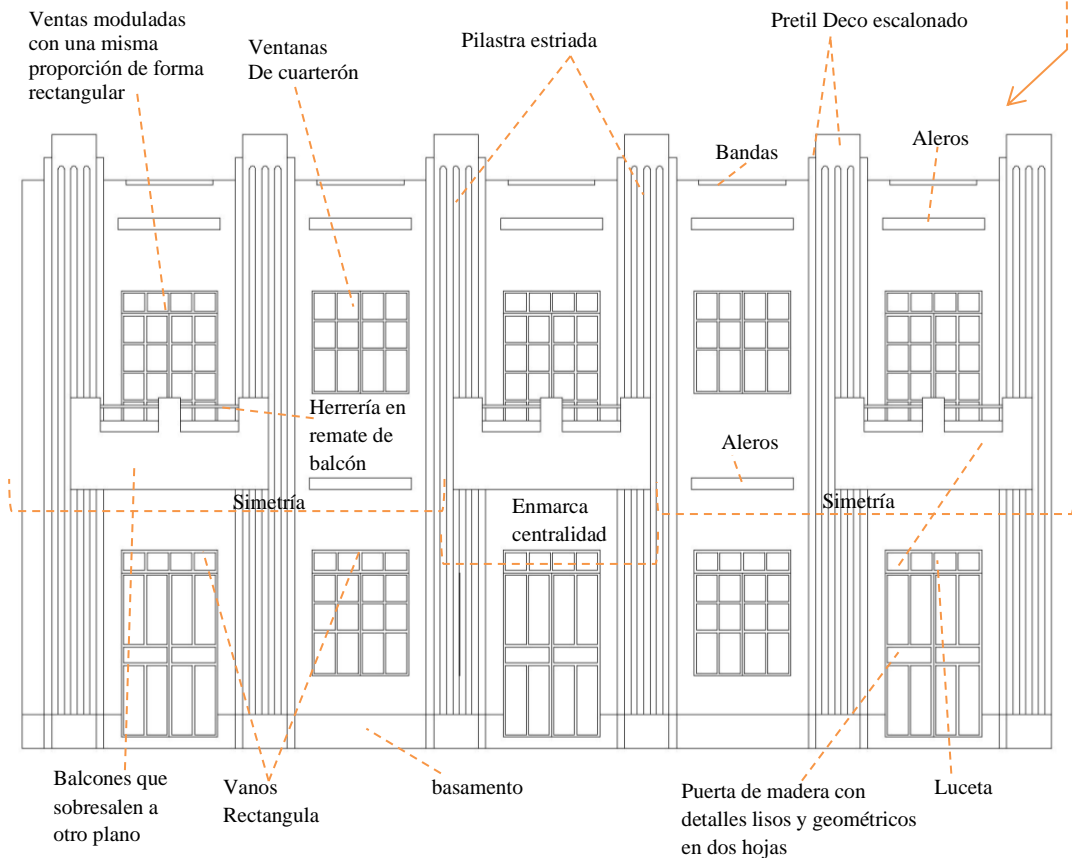 Ventas moduladas
con una misma
proporción de forma
rectangular
Ventanas
De cuarterón
Pilastra estriada
Pretil Deco escalonado
Bandas
Aleros
Herrería en
remate de
balcón
Aleros
Simetría
Enmarca
centralidad
Simetría
Balcones que
sobresalen a
otro plano
Vanos
Rectangula
basamento
Puerta de madera con
detalles lisos y geométricos
en dos hojas
Luceta